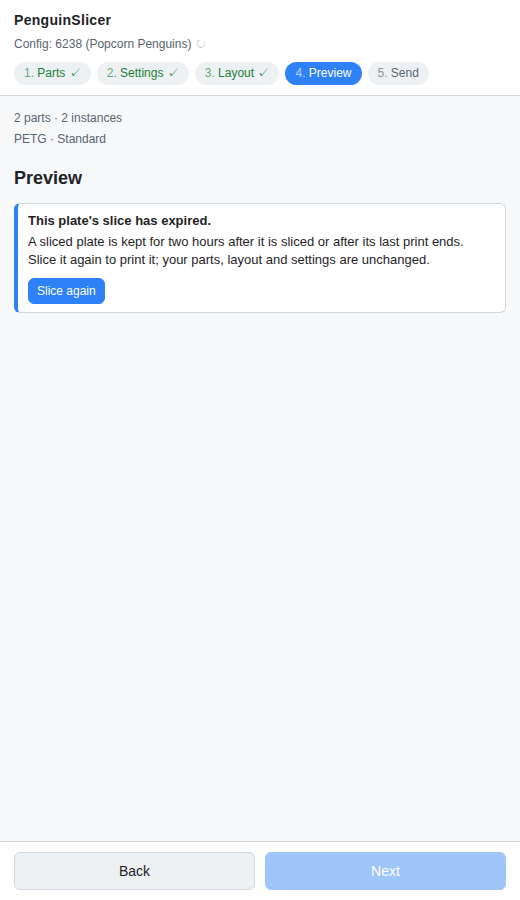 PenguinSlicer
Config: 6238 (Popcorn Penguins) ↻
1. Parts ✓ 2. Settings ✓ 3. Layout ✓ 4. Preview 5. Send
2 parts · 2 instances
PETG · Standard
Preview
This plate's slice has expired.
A sliced plate is kept for two hours after it is sliced or after its last print ends.
Slice it again to print it; your parts, layout and settings are unchanged.
Slice again
Back Next